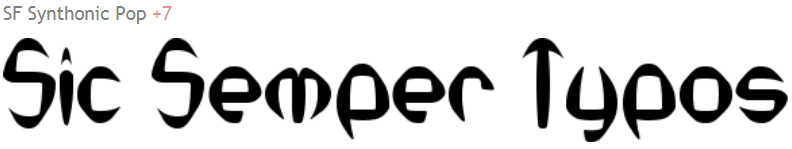 SF Synthonic Pop +7
Sic Semper Typos